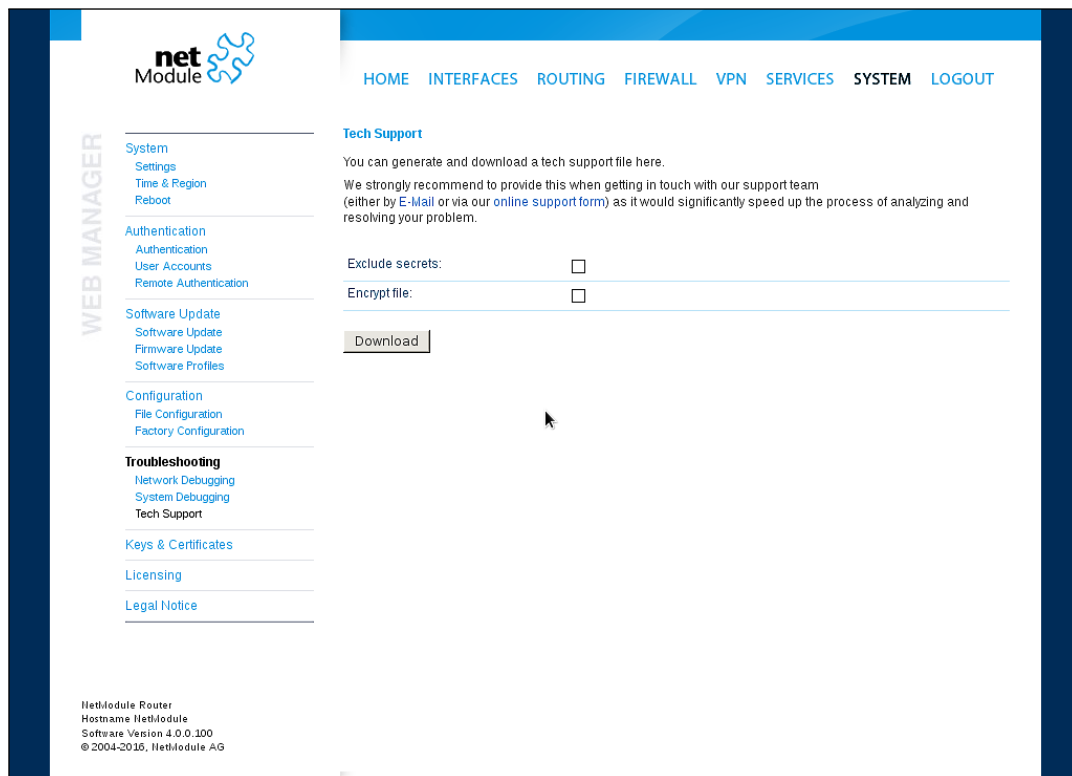 net
Module
HOME INTERFACES ROUTING FIREWALL VPN SERVICES SYSTEM LOGOUT
WEB MANAGER
System
Settings
Time & Region
Reboot
Authentication
Authentication
User Accounts
Remote Authentication
Software Update
Software Update
Firmware Update
Software Profiles
Configuration
File Configuration
Factory Configuration
Troubleshooting
Network Debugging
System Debugging
Tech Support
Keys & Certificates
Licensing
Legal Notice
Tech Support
You can generate and download a tech support file here.
We strongly recommend to provide this when getting in touch with our support team
(either by E-Mail or via our online support form) as it would significantly speed up the process of analyzing and
resolving your problem.
Exclude secrets:
Encrypt file:
Download
NetModule Router
Hostname NetModule
Software Version 4.0.0.100
© 2004-2016, NetModule AG